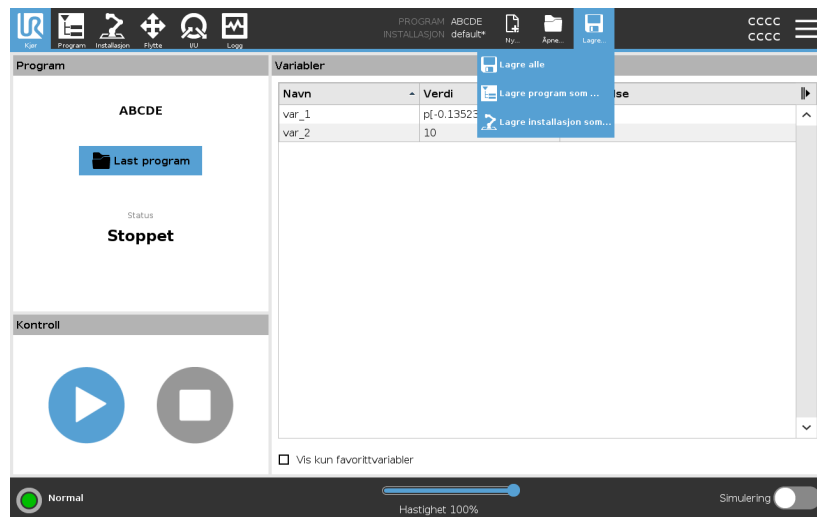 UR
PROGRAM ABCDE
INSTALLASJON default*
CCCC
CCCC
Kjør Program Installasjon Flytte I/U Logg Ny... Åpne... Lagre...
Program
Variabler
Lagre alle
Lagre program som ...
Lagre installasjon som...
Navn Verdi lse
var_1 p[-0.13523
var_2 10
ABCDE
Last program
Status
Stoppet
Kontroll
Vis kun favorittvariabler
Normal
Hastighet 100%
Simulering